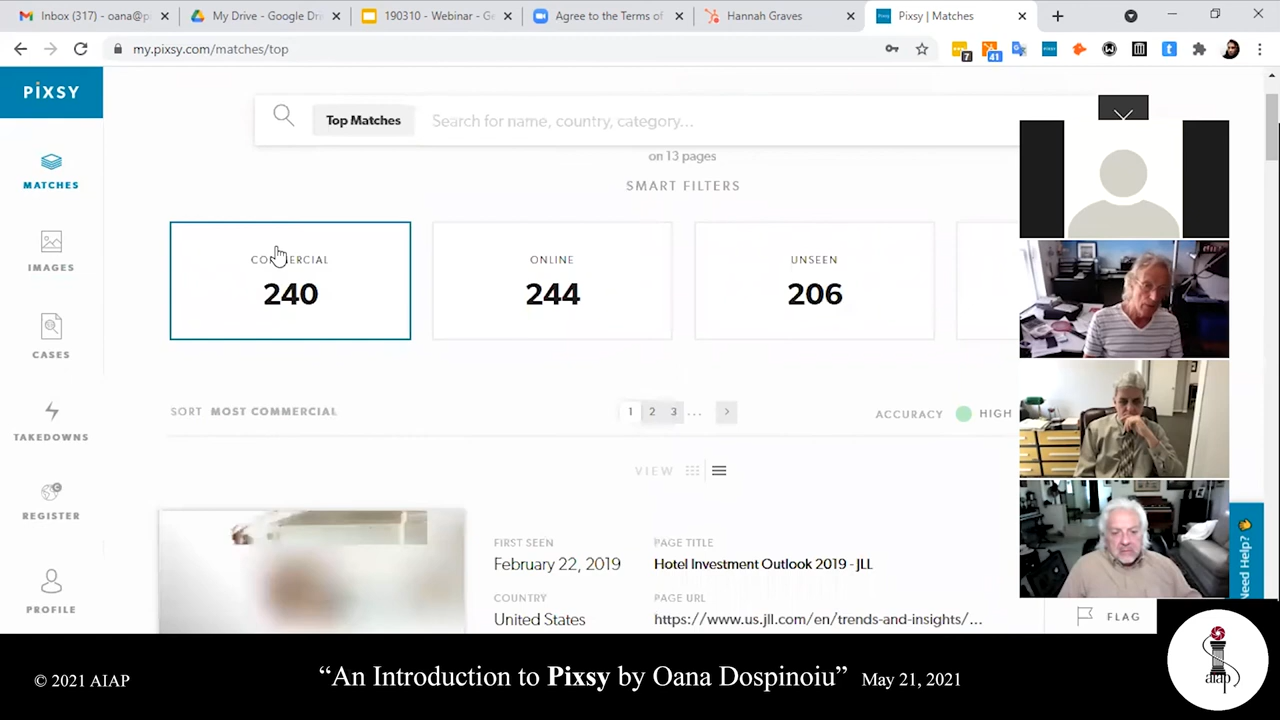 Inbox (317) - oana@p
My Drive - Google Dri
190310 - Webinar - Ge
Agree to the Terms of
Hannah Graves
Pixsy | Matches
my.pixsy.com/matches/top
7
41
PIXSY
Top Matches
Search for name, country, category...
on 13 pages
SMART FILTERS
MATCHES
IMAGES
CASES
TAKEDOWNS
REGISTER
PROFILE
COMMERCIAL
240
ONLINE
244
UNSEEN
206
SORT MOST COMMERCIAL
1 2 3 ...
ACCURACY HIGH
VIEW
FIRST SEEN
February 22, 2019
PAGE TITLE
Hotel Investment Outlook 2019 - JLL
COUNTRY
United States
PAGE URL
https://www.us.jll.com/en/trends-and-insights/...
FLAG
Need Help?
© 2021 AIAP
“An Introduction to Pixsy by Oana Dospinoiu” May 21, 2021
aiap